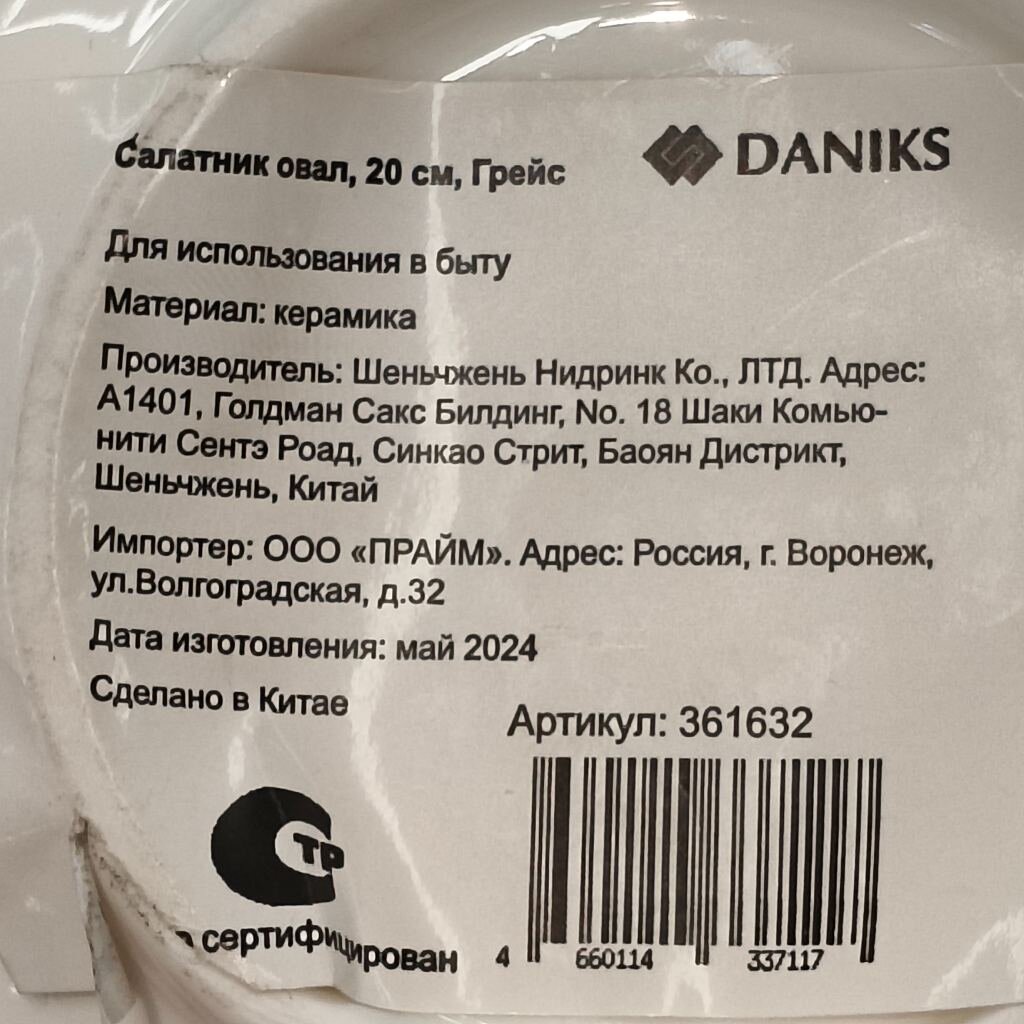 Салатник овал, 20 см, Грейс
DANIKS
Для использования в быту
Материал: керамика
Производитель: Шеньчжень Нидринк Ко., ЛТД. Адрес:
А1401, Голдман Сакс Билдинг, No. 18 Шаки Комью-
нити Сентэ Роад, Синкао Стрит, Баоян Дистрикт,
Шеньчжень, Китай
Импортер: ООО «ПРАЙМ». Адрес: Россия, г. Воронеж,
ул.Волгоградская, д.32
Дата изготовления: май 2024
Сделано в Китае
Артикул: 361632
ТР
сертифицирован
4 660114 337117